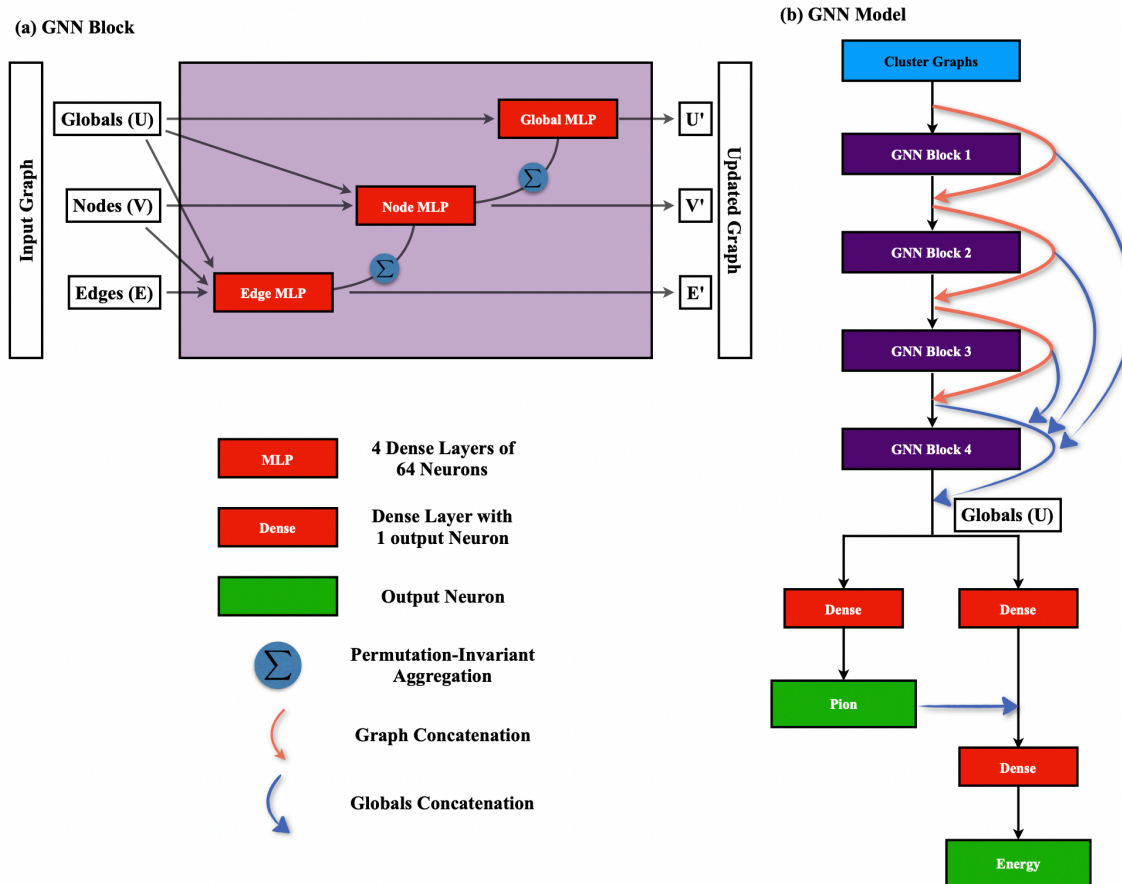 (a) GNN Block
Input Graph
Globals (U)
Nodes (V)
Edges (E)
Global MLP
Σ
Node MLP
Σ
Edge MLP
U'
V'
E'
Updated Graph
MLP
4 Dense Layers of
64 Neurons
Dense
Dense Layer with
1 output Neuron
Output Neuron
Σ
Permutation-Invariant
Aggregation
Graph Concatenation
Globals Concatenation
(b) GNN Model
Cluster Graphs
GNN Block 1
GNN Block 2
GNN Block 3
GNN Block 4
Globals (U)
Dense
Dense
Pion
Dense
Energy